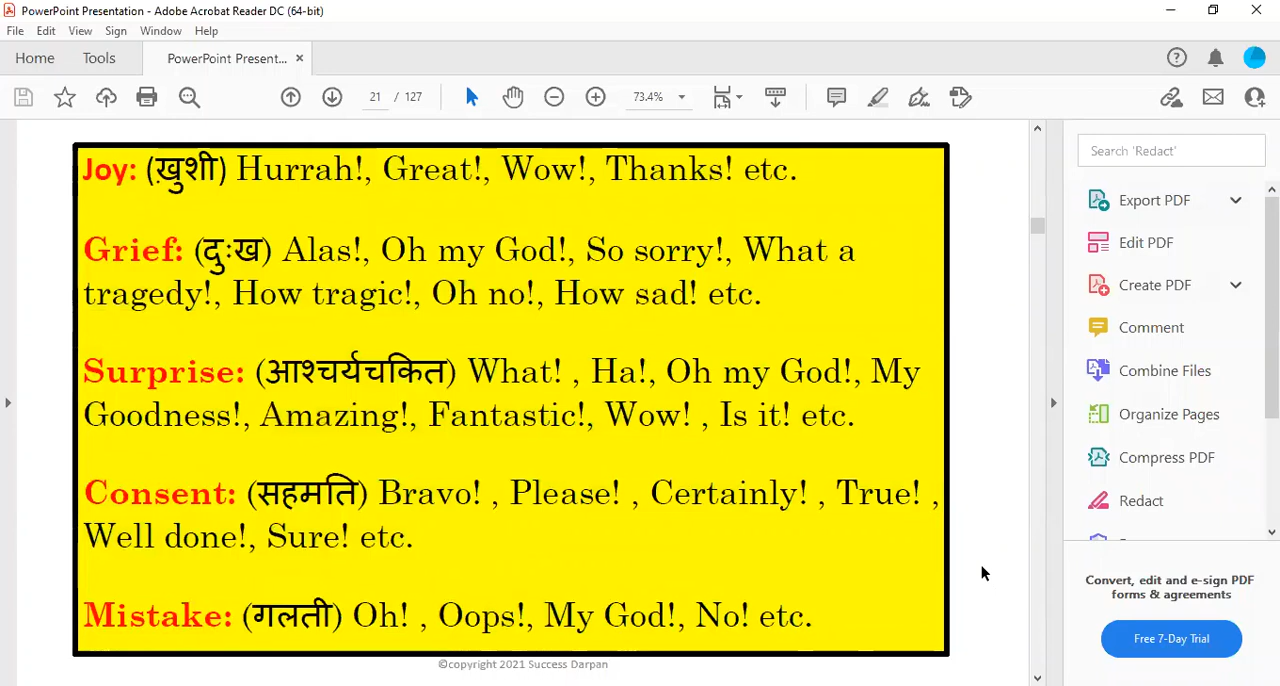 PowerPoint Presentation - Adobe Acrobat Reader DC (64-bit)
File Edit View Sign Window Help
Home Tools PowerPoint Present... ×
21 / 127 73.4%
Search 'Redact'
Joy: (ख़ुशी) Hurrah!, Great!, Wow!, Thanks! etc.
Grief: (दुःख) Alas!, Oh my God!, So sorry!, What a
tragedy!, How tragic!, Oh no!, How sad! etc.
Surprise: (आश्चर्यचकित) What! , Ha!, Oh my God!, My
Goodness!, Amazing!, Fantastic!, Wow! , Is it! etc.
Consent: (सहमति) Bravo! , Please! , Certainly! , True! ,
Well done!, Sure! etc.
Mistake: (गलती) Oh! , Oops!, My God!, No! etc.
©copyright 2021 Success Darpan
Export PDF
Edit PDF
Create PDF
Comment
Combine Files
Organize Pages
Compress PDF
Redact
Convert, edit and e-sign PDF
forms & agreements
Free 7-Day Trial